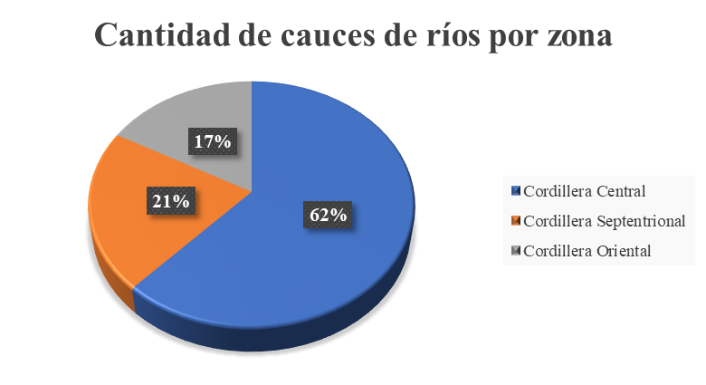 Cantidad de cauces de ríos por zona
17%
21%
62%
Cordillera Central
Cordillera Septentrional
Cordillera Oriental